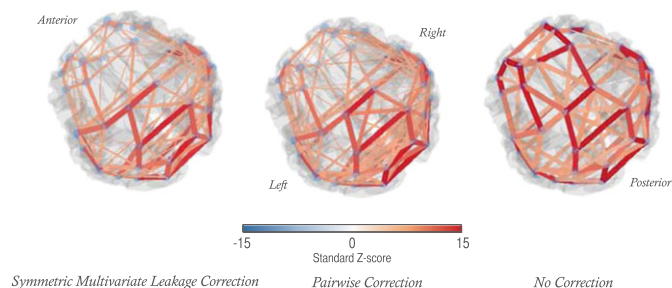 Anterior
Right
Left
Posterior
-15 0 15
Standard Z-score
Symmetric Multivariate Leakage Correction
Pairwise Correction
No Correction